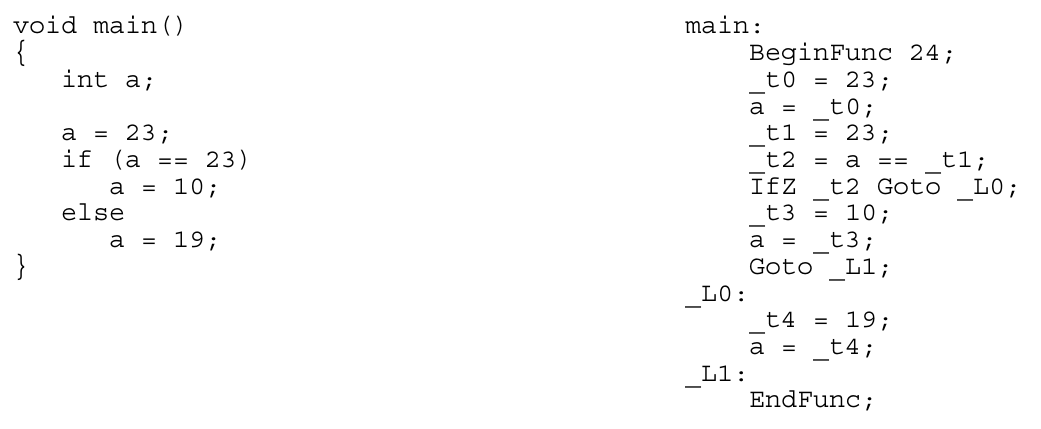 void main()
{
   int a;

   a = 23;
   if (a == 23)
      a = 10;
   else
      a = 19;
}
main:
    BeginFunc 24;
    _t0 = 23;
    a = _t0;
    _t1 = 23;
    _t2 = a == _t1;
    IfZ _t2 Goto _L0;
    _t3 = 10;
    a = _t3;
    Goto _L1;
_L0:
    _t4 = 19;
    a = _t4;
_L1:
    EndFunc;